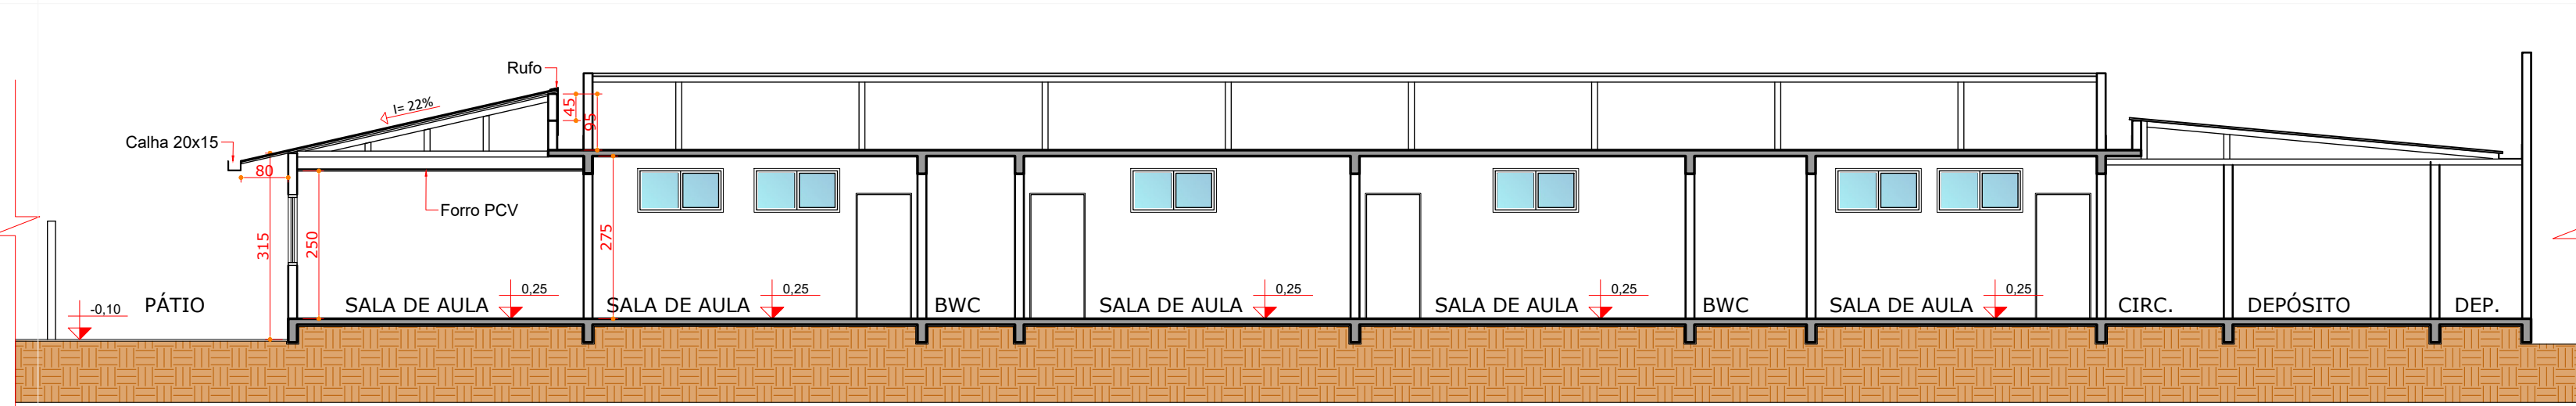 Rufo
I= 22%
45
95
Calha 20x15
80
Forro PCV
315
250
275
-0,10
PÁTIO
SALA DE AULA
0,25
SALA DE AULA
0,25
BWC
SALA DE AULA
0,25
SALA DE AULA
0,25
BWC
SALA DE AULA
0,25
CIRC.
DEPÓSITO
DEP.